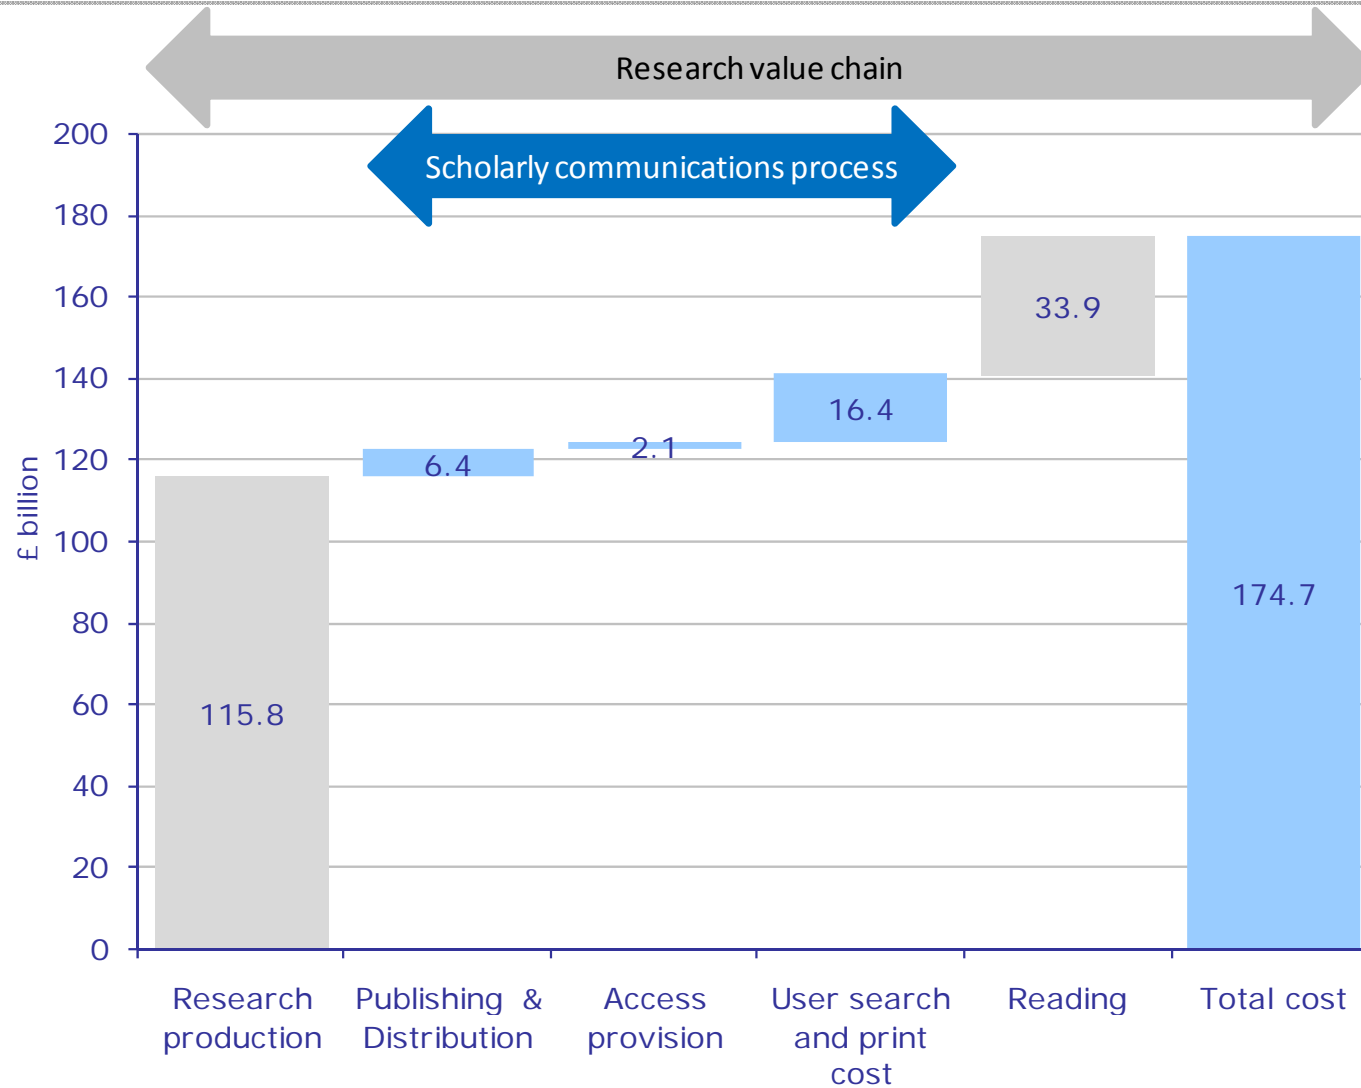 Research value chain
Scholarly communications process
200
180
160
140
120
100
80
60
40
20
0
£ billion
115.8
6.4
2.1
16.4
33.9
174.7
Research
production
Publishing &
Distribution
Access
provision
User search
and print
cost
Reading
Total cost